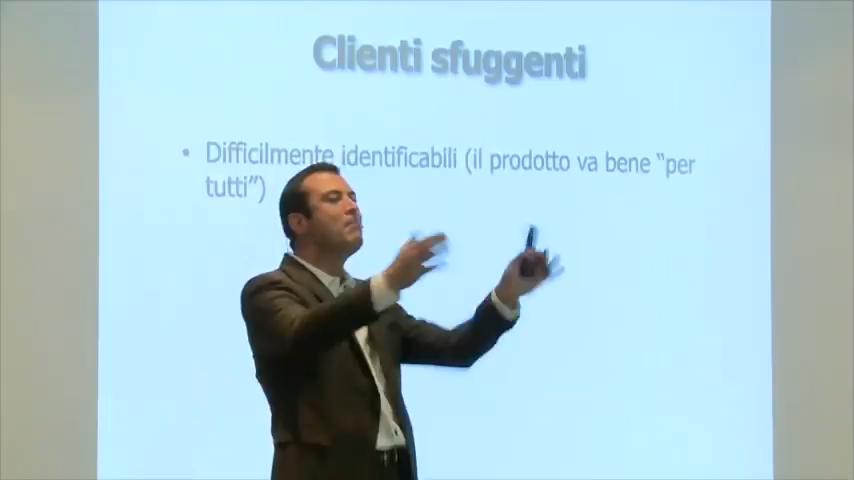 Clienti sfuggenti
• Difficilmente identificabili (il prodotto va bene “per
tutti”)